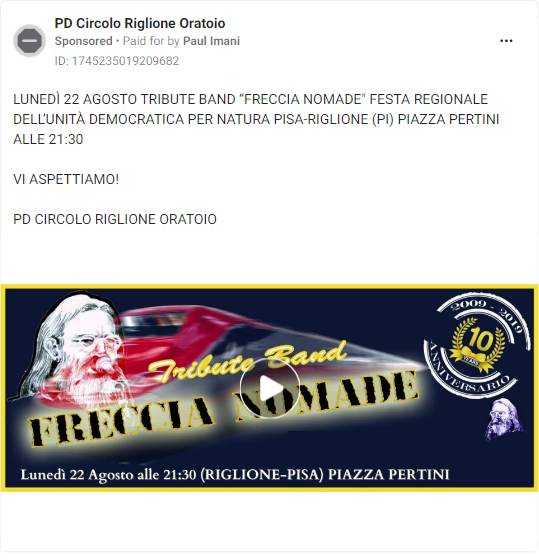 PD Circolo Riglione Oratoio
Sponsored • Paid for by Paul Imani
ID: 1745235019209682
LUNEDÌ 22 AGOSTO TRIBUTE BAND “FRECCIA NOMADE" FESTA REGIONALE
DELL’UNITÀ DEMOCRATICA PER NATURA PISA-RIGLIONE (PI) PIAZZA PERTINI
ALLE 21:30
VI ASPETTIAMO!
PD CIRCOLO RIGLIONE ORATOIO
2009 - 2019
10
YEARS
ANNIVERSARIO
Tribute Band
FRECCIA NOMADE
Lunedì 22 Agosto alle 21:30 (RIGLIONE-PISA) PIAZZA PERTINI